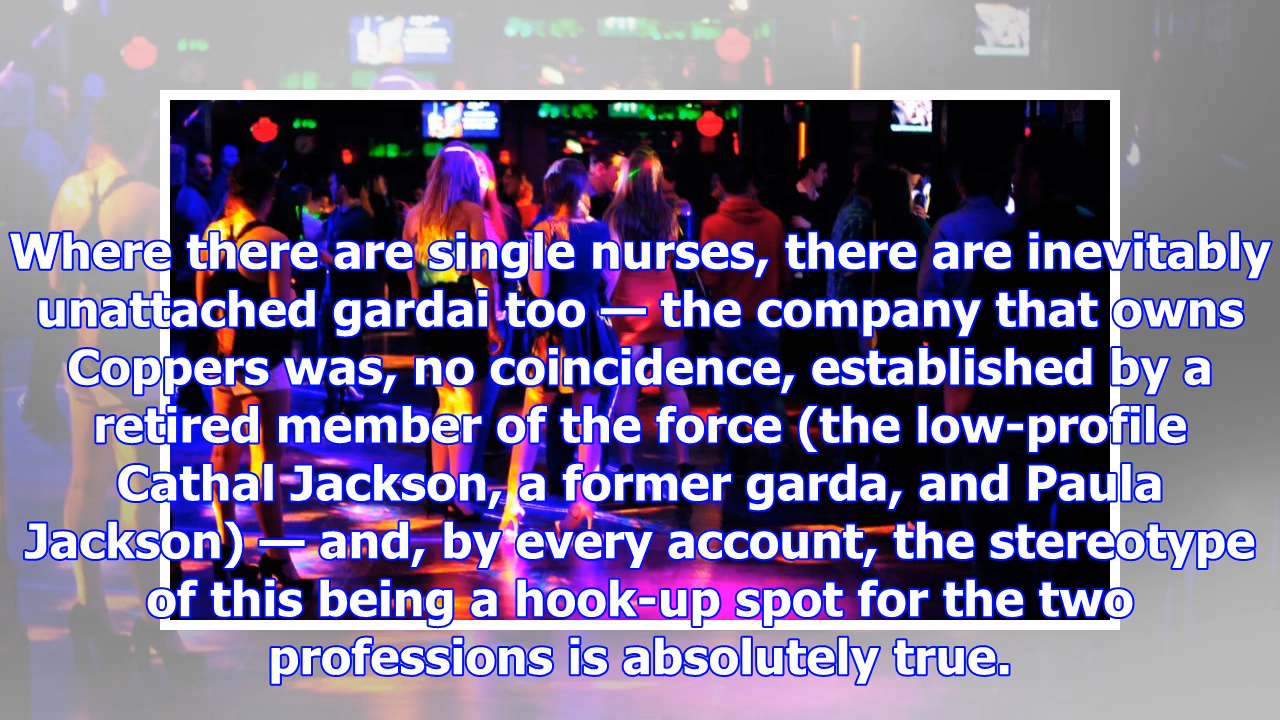 Where there are single nurses, there are inevitably
unattached gardai too — the company that owns
Coppers was, no coincidence, established by a
retired member of the force (the low-profile
Cathal Jackson, a former garda, and Paula
Jackson) — and, by every account, the stereotype
of this being a hook-up spot for the two
professions is absolutely true.